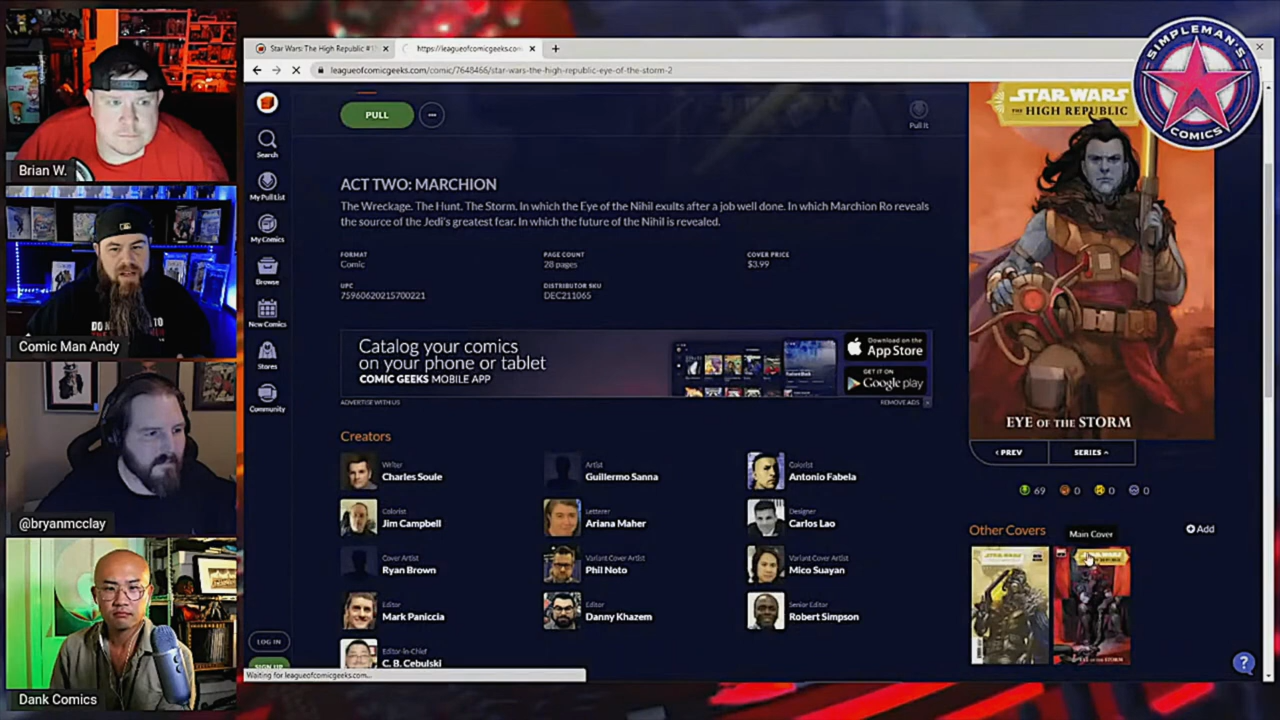 Star Wars: The High Republic #1
https://leagueofcomicgeeks.com
leagueofcomicgeeks.com/comic/7648466/star-wars-the-high-republic-eye-of-the-storm-2
SIMPLEMAN'S
COMICS
Brian W.
Comic Man Andy
DO N
TO
@bryanmcclay
Dank Comics
Search
My Pull List
My Comics
Browse
New Comics
Stores
Community
LOG IN
SIGN UP
PULL
Pull It
ACT TWO: MARCHION
The Wreckage. The Hunt. The Storm. In which the Eye of the Nihil exults after a job well done. In which Marchion Ro reveals
the source of the Jedi's greatest fear. In which the future of the Nihil is revealed.
FORMAT
Comic
PAGE COUNT
28 pages
COVER PRICE
$3.99
UPC
75960620215700221
DISTRIBUTOR SKU
DEC211065
Catalog your comics
on your phone or tablet
COMIC GEEKS MOBILE APP
Download on the
App Store
GET IT ON
Google play
ADVERTISE WITH US
REMOVE ADS
Creators
Writer
Charles Soule
Artist
Guillermo Sanna
Colorist
Antonio Fabela
Colorist
Jim Campbell
Letterer
Ariana Maher
Designer
Carlos Lao
Cover Artist
Ryan Brown
Variant Cover Artist
Phil Noto
Variant Cover Artist
Mico Suayan
Editor
Mark Paniccia
Editor
Danny Khazem
Senior Editor
Robert Simpson
Editor-in-Chief
C. B. Cebulski
Waiting for leagueofcomicgeeks.com...
STAR WARS
THE HIGH REPUBLIC
EYE OF THE STORM
‹ PREV
SERIES
69
0
0
0
Other Covers
Add
Main Cover